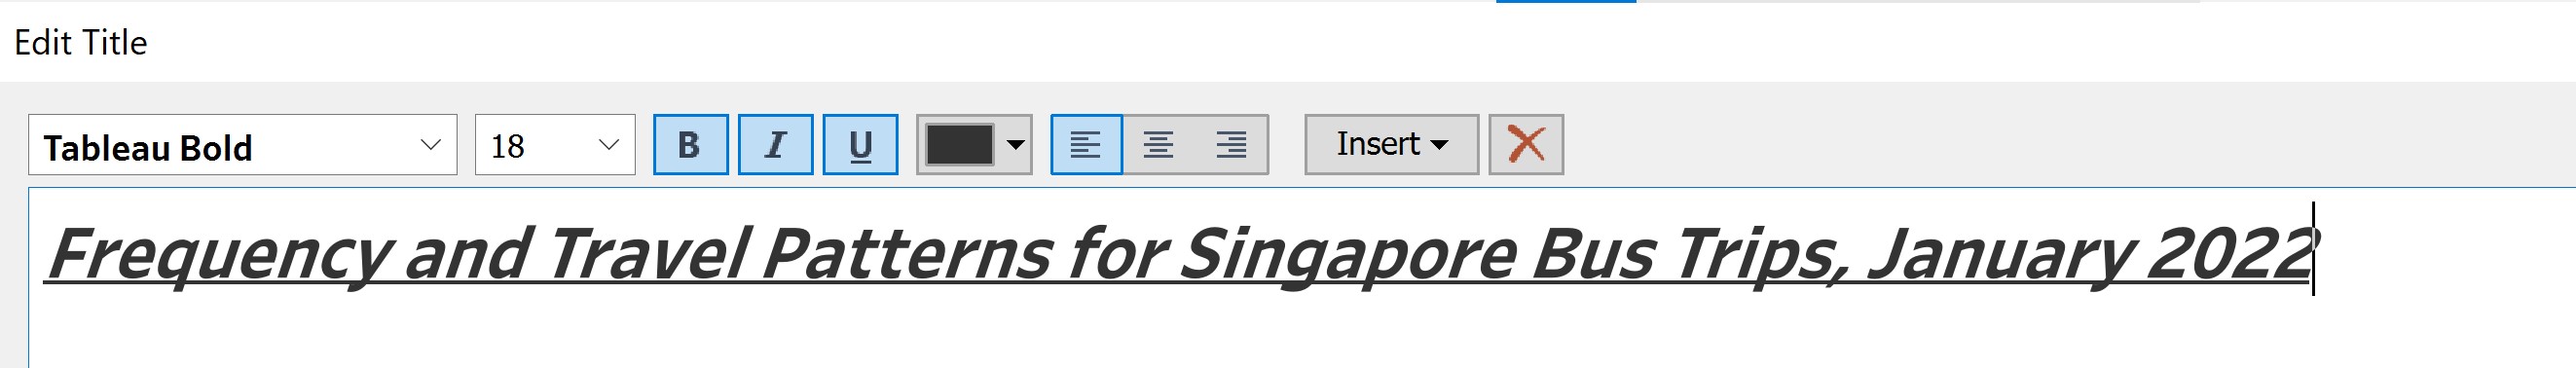 Edit Title
Tableau Bold 18 B I U Insert
Frequency and Travel Patterns for Singapore Bus Trips, January 2022